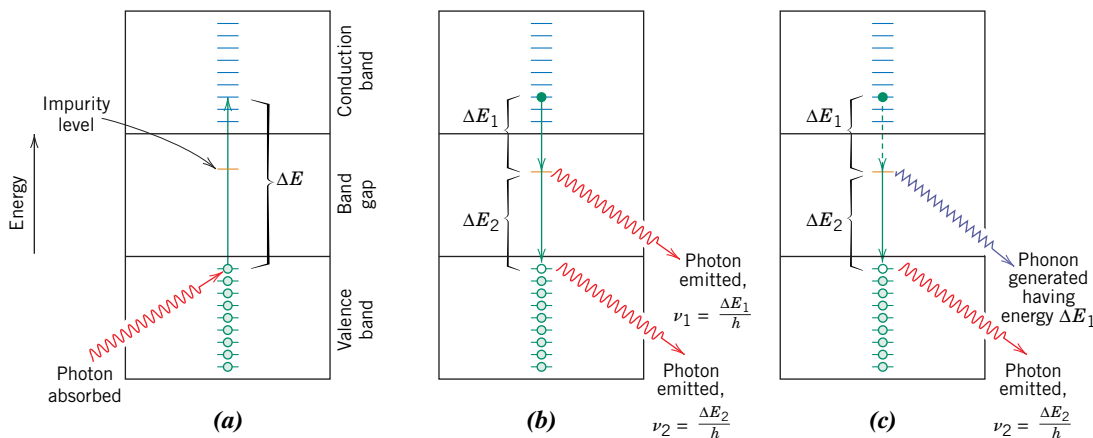 Energy
Impurity
level
Conduction
band
Band
gap
Valence
band
ΔE
Photon
absorbed
(a)
ΔE₁
ΔE₂
Photon
emitted,
ν₁ = ΔE₁/h
Photon
emitted,
ν₂ = ΔE₂/h
(b)
ΔE₁
ΔE₂
Phonon
generated
having
energy ΔE₁
Photon
emitted,
ν₂ = ΔE₂/h
(c)